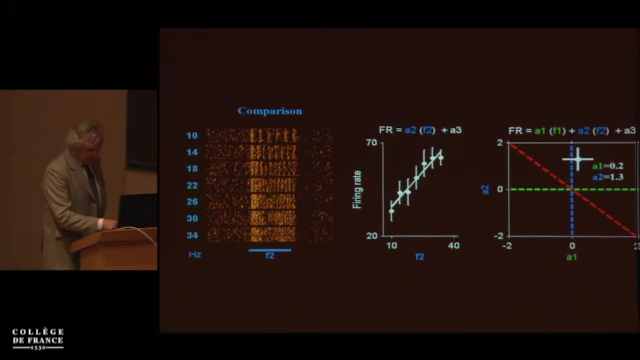 Comparison
10
14
18
22
26
30
34
Hz
f2
FR = a2 (f2) + a3
70
Firing rate
20
10
40
f2
FR = a1 (f1) + a2 (f2) + a3
2
a1=0.2
a2=1.3
a2
0
-2
-2
0
a1
COLLÈGE
DE FRANCE
1530